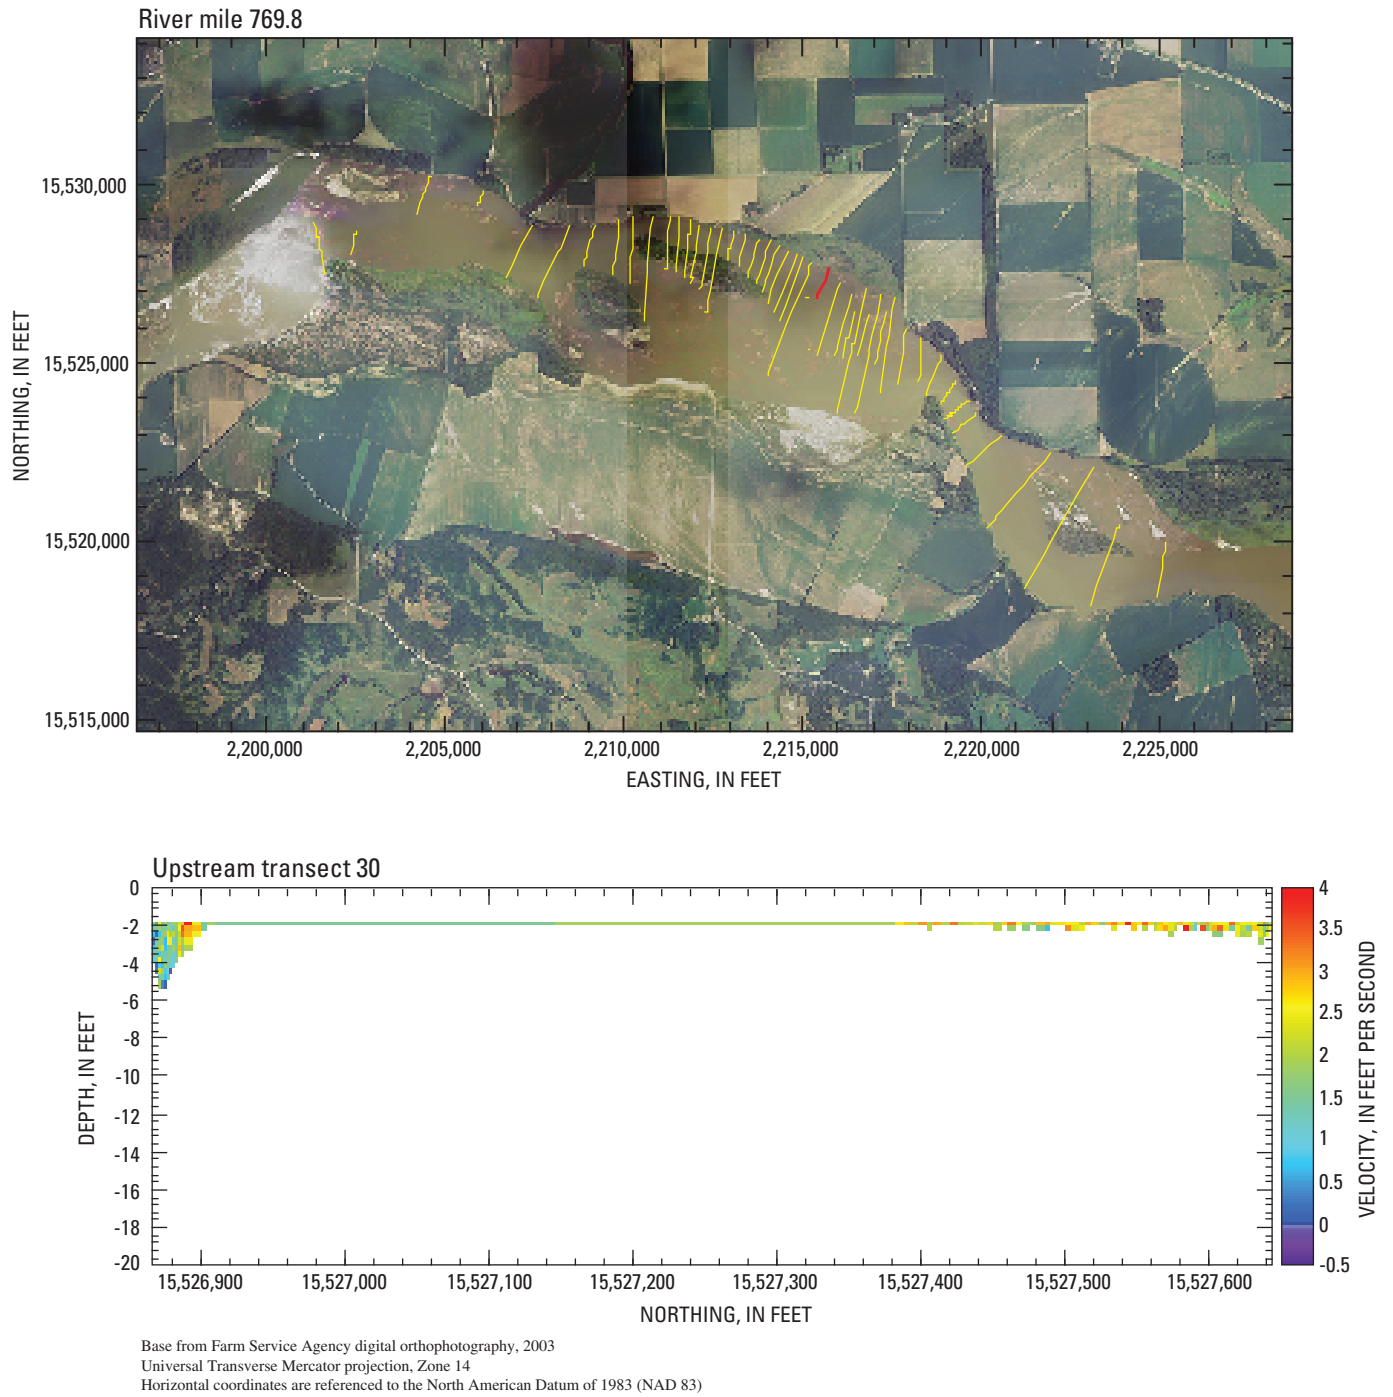 River mile 769.8
15,530,000
15,525,000
15,520,000
15,515,000
NORTHING, IN FEET
2,200,000 2,205,000 2,210,000 2,215,000 2,220,000 2,225,000
EASTING, IN FEET
Upstream transect 30
0
-2
-4
-6
-8
-10
-12
-14
-16
-18
-20
DEPTH, IN FEET
15,526,900 15,527,000 15,527,100 15,527,200 15,527,300 15,527,400 15,527,500 15,527,600
NORTHING, IN FEET
4
3.5
3
2.5
2
1.5
1
0.5
0
-0.5
VELOCITY, IN FEET PER SECOND
Base from Farm Service Agency digital orthophotography, 2003
Universal Transverse Mercator projection, Zone 14
Horizontal coordinates are referenced to the North American Datum of 1983 (NAD 83)